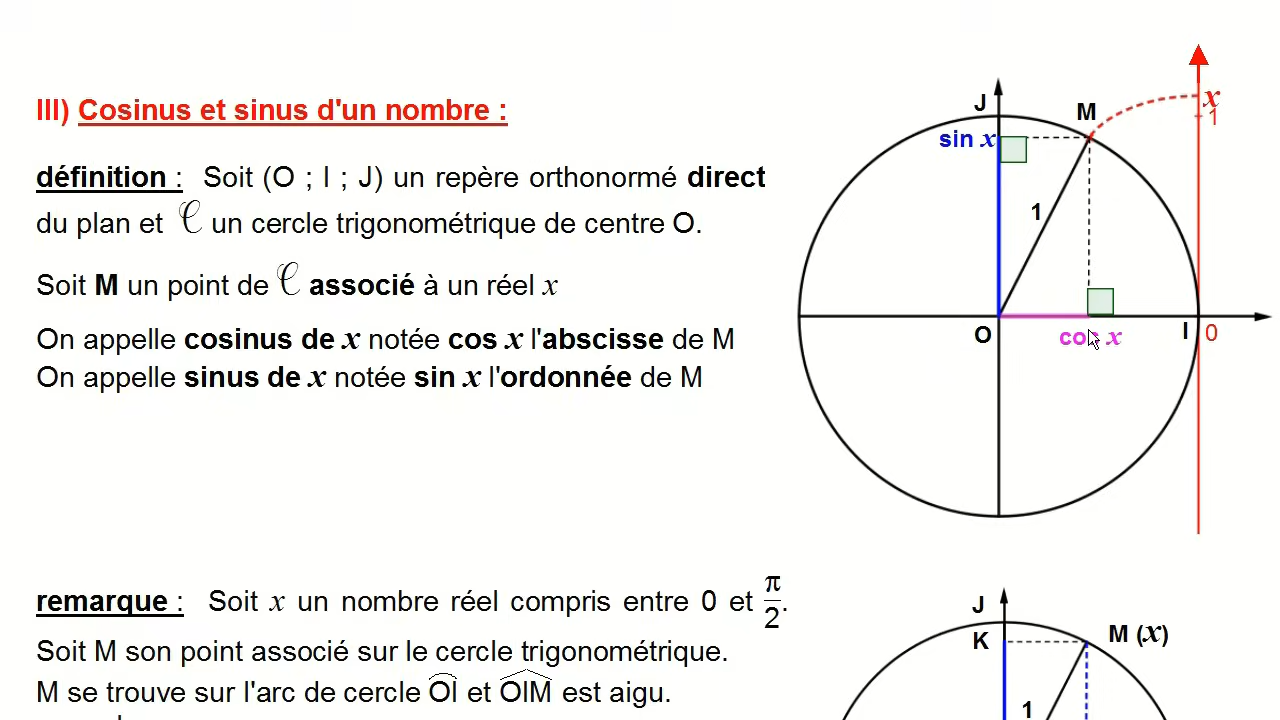 III) Cosinus et sinus d'un nombre :
définition : Soit (O ; I ; J) un repère orthonormé direct
du plan et 𝒞 un cercle trigonométrique de centre O.
Soit M un point de 𝒞 associé à un réel x
On appelle cosinus de x notée cos x l'abscisse de M
On appelle sinus de x notée sin x l'ordonnée de M
J
M
x
1
sin x
1
O
cos x
I
0
remarque : Soit x un nombre réel compris entre 0 et π/2.
Soit M son point associé sur le cercle trigonométrique.
M se trouve sur l'arc de cercle OI et OIM est aigu.
J
K
M (x)
1